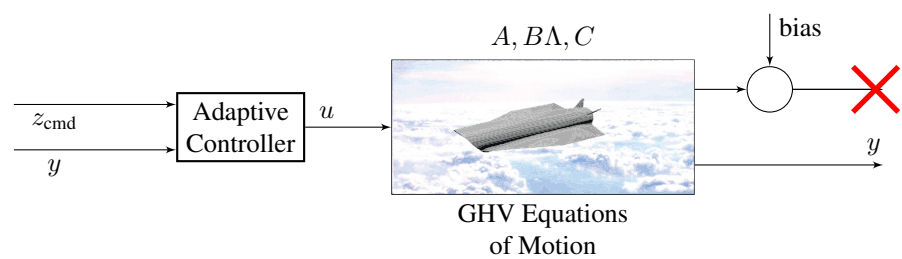 A, BΛ, C
bias
z_cmd
y
Adaptive
Controller
u
y
GHV Equations
of Motion